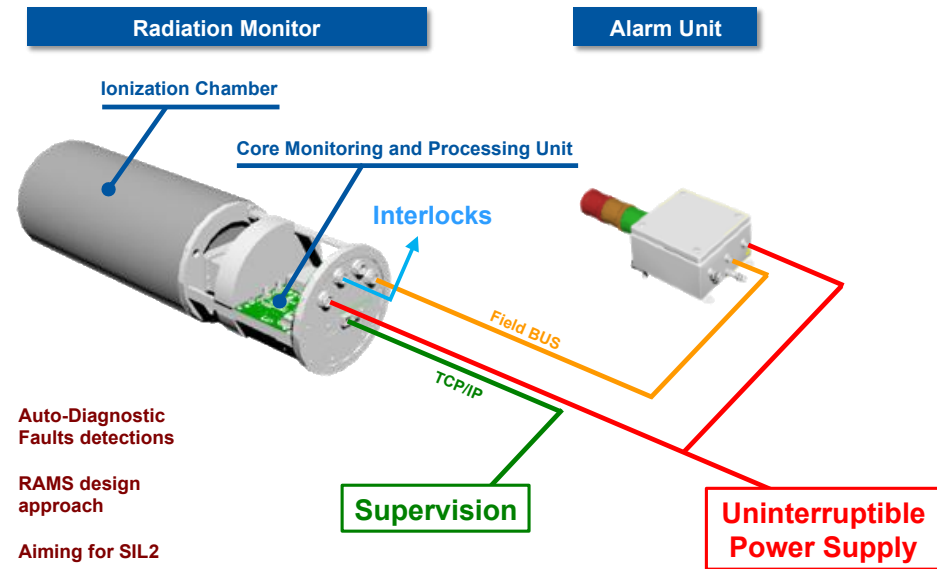 Radiation Monitor
Alarm Unit
Ionization Chamber
Core Monitoring and Processing Unit
Interlocks
Field BUS
TCP/IP
Auto-Diagnostic
Faults detections
RAMS design
approach
Aiming for SIL2
Supervision
Uninterruptible
Power Supply